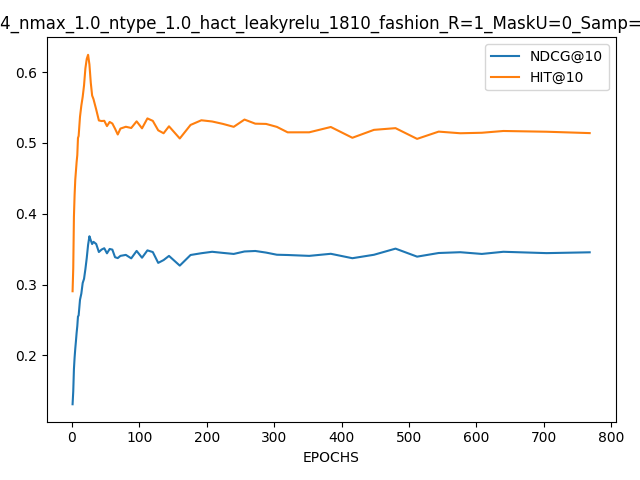 4_nmax_1.0_ntype_1.0_hact_leakyrelu_1810_fashion_R=1_MaskU=0_Samp=
NDCG@10
HIT@10
0.6
0.5
0.4
0.3
0.2
0 100 200 300 400 500 600 700 800
EPOCHS